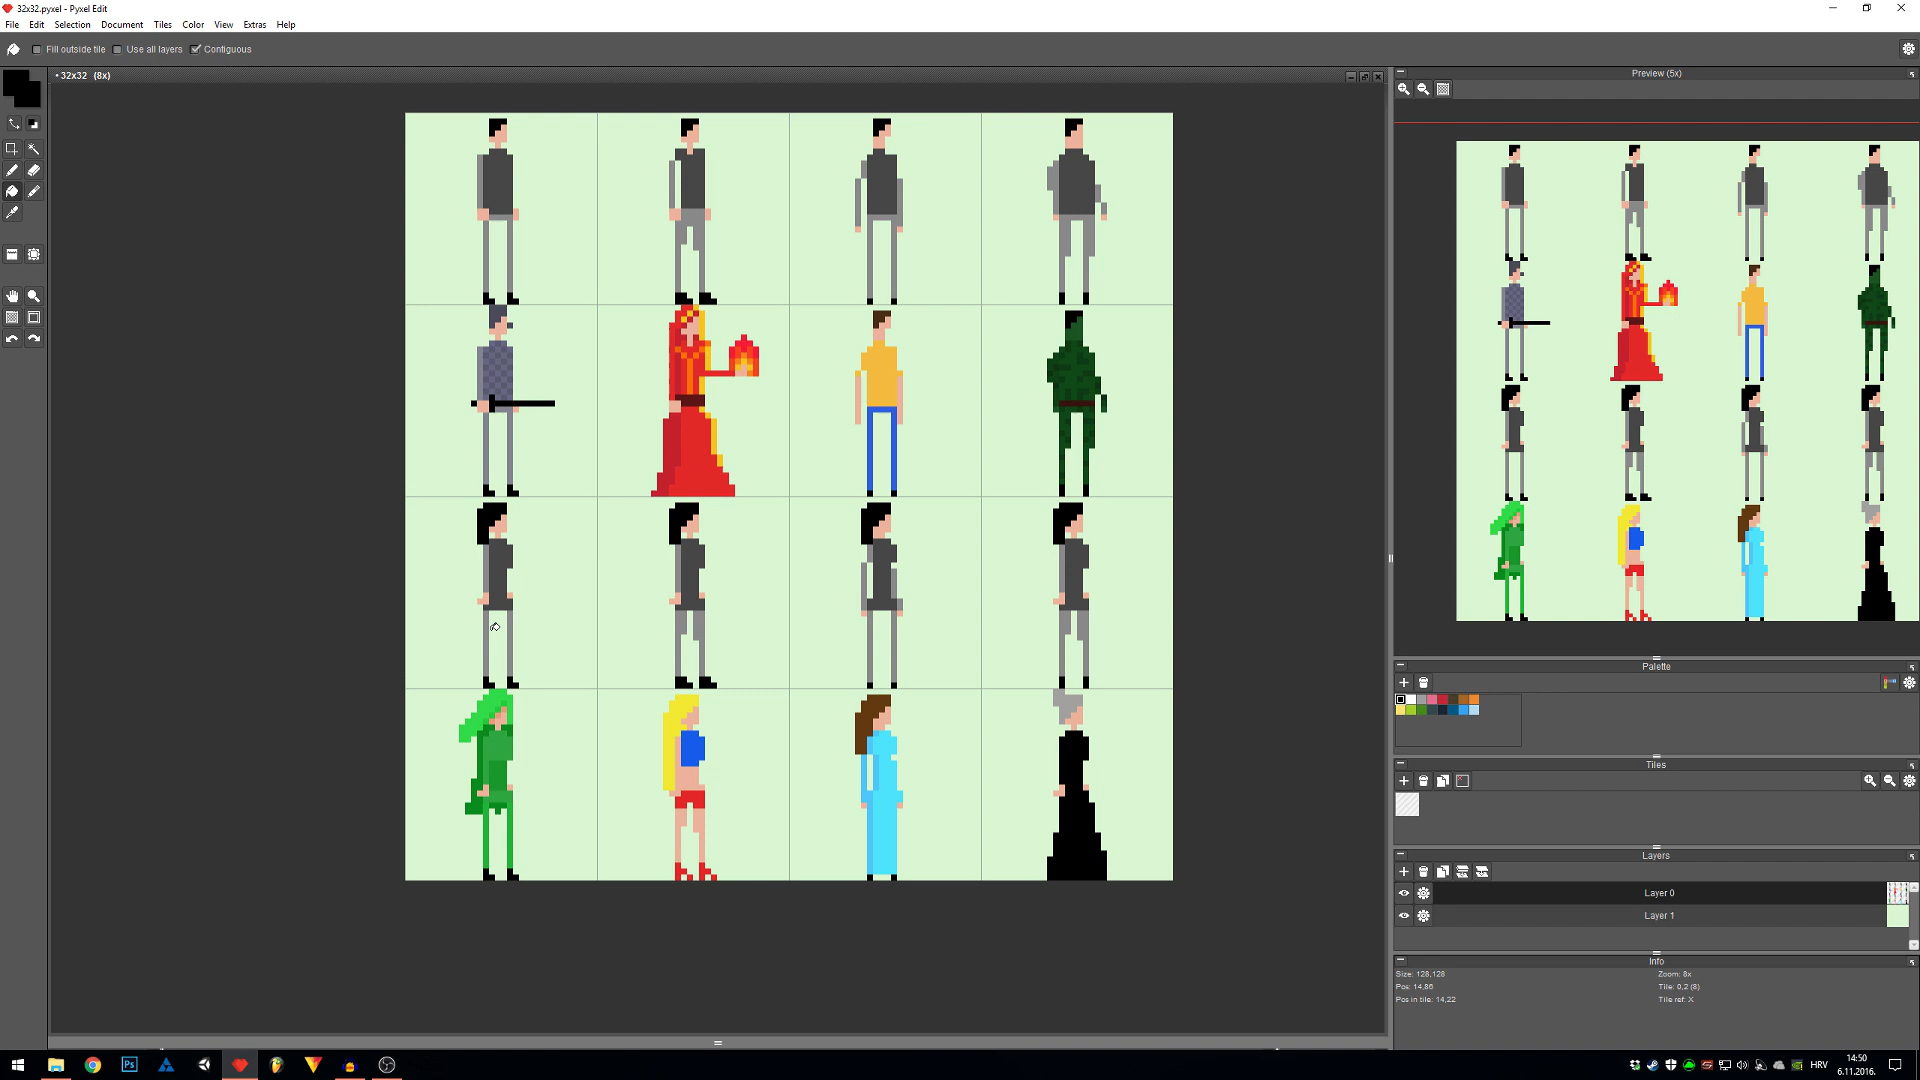 32x32.pyxel - Pyxel Edit
File Edit Selection Document Tiles Color View Extras Help
Fill outside tile Use all layers Contiguous
• 32x32 (8x)
Preview (5x)
Palette
Tiles
Layers
Layer 0
Layer 1
Info
Size: 128,128 Zoom: 8x
Pos: 14,86 Tile: 0,2 (8)
Pos in tile: 14,22 Tile ref: X
Ps
HRV
14:50
6.11.2016.